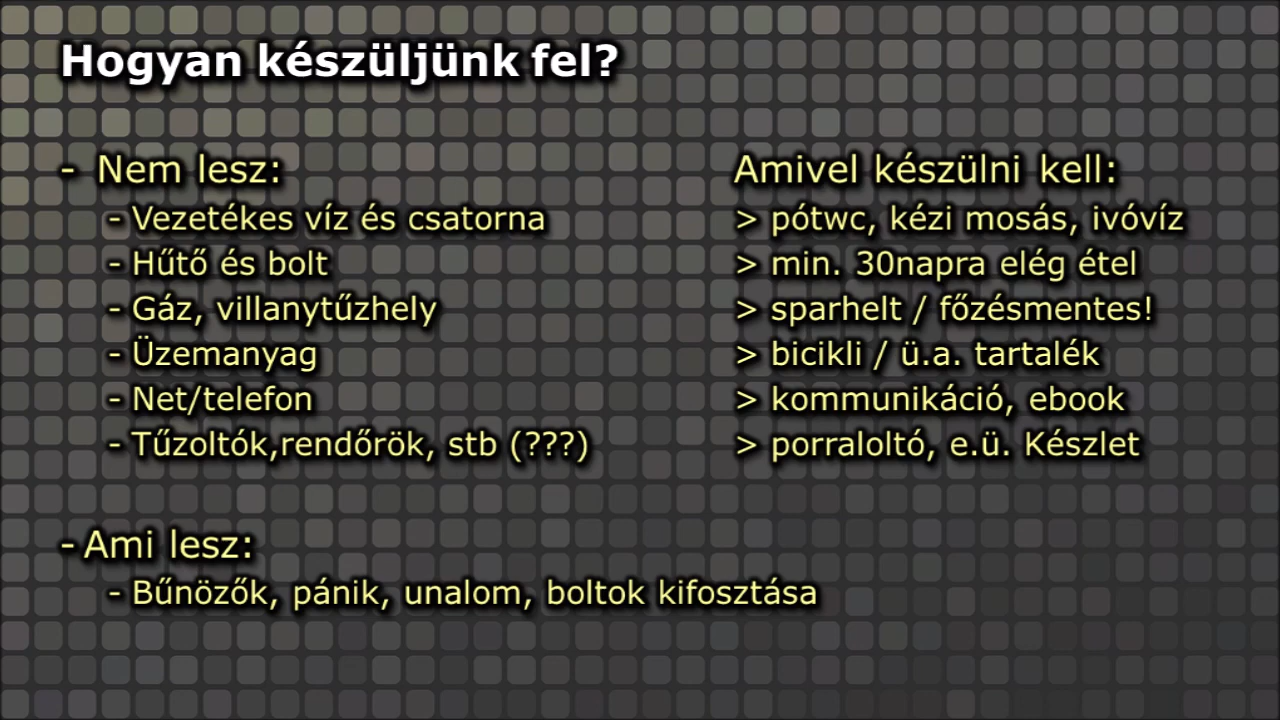 Hogyan készüljünk fel?
- Nem lesz:
- Vezetékes víz és csatorna
- Hűtő és bolt
- Gáz, villanytűzhely
- Üzemanyag
- Net/telefon
- Tűzoltók,rendőrök, stb (???)
Amivel készülni kell:
> pótwc, kézi mosás, ivóvíz
> min. 30napra elég étel
> sparhelt / főzésmentes!
> bicikli / ü.a. tartalék
> kommunikáció, ebook
> porraloltó, e.ü. Készlet
- Ami lesz:
- Bűnözők, pánik, unalom, boltok kifosztása